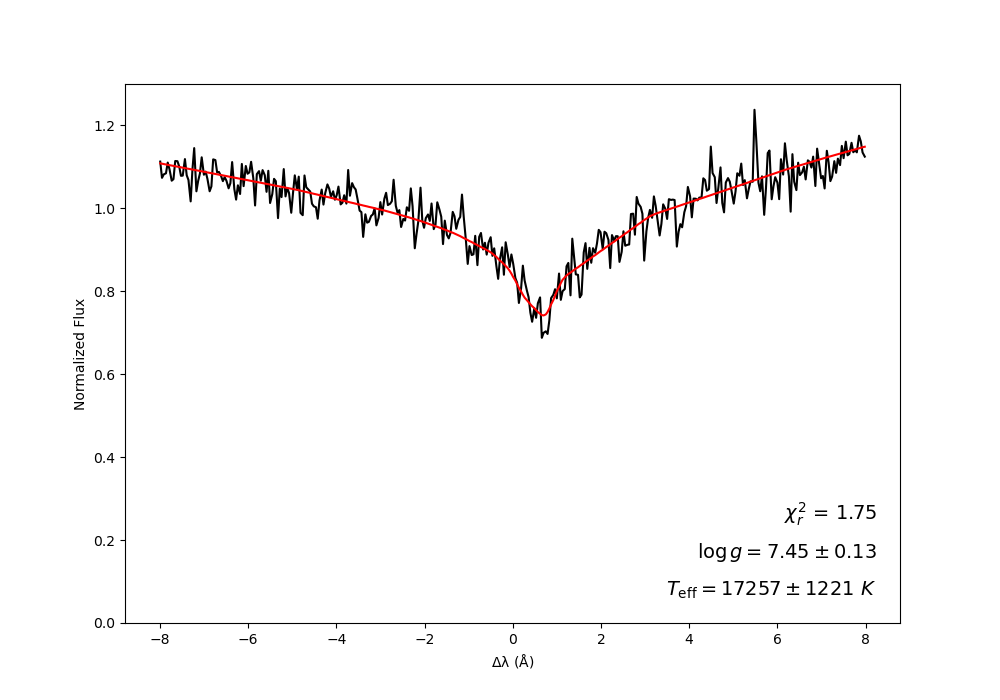 1.2
1.0
0.8
0.6
0.4
0.2
0.0
Normalized Flux
χ²ᵣ = 1.75
log g = 7.45 ± 0.13
T_eff = 17257 ± 1221 K
−8 −6 −4 −2 0 2 4 6 8
Δλ (Å)